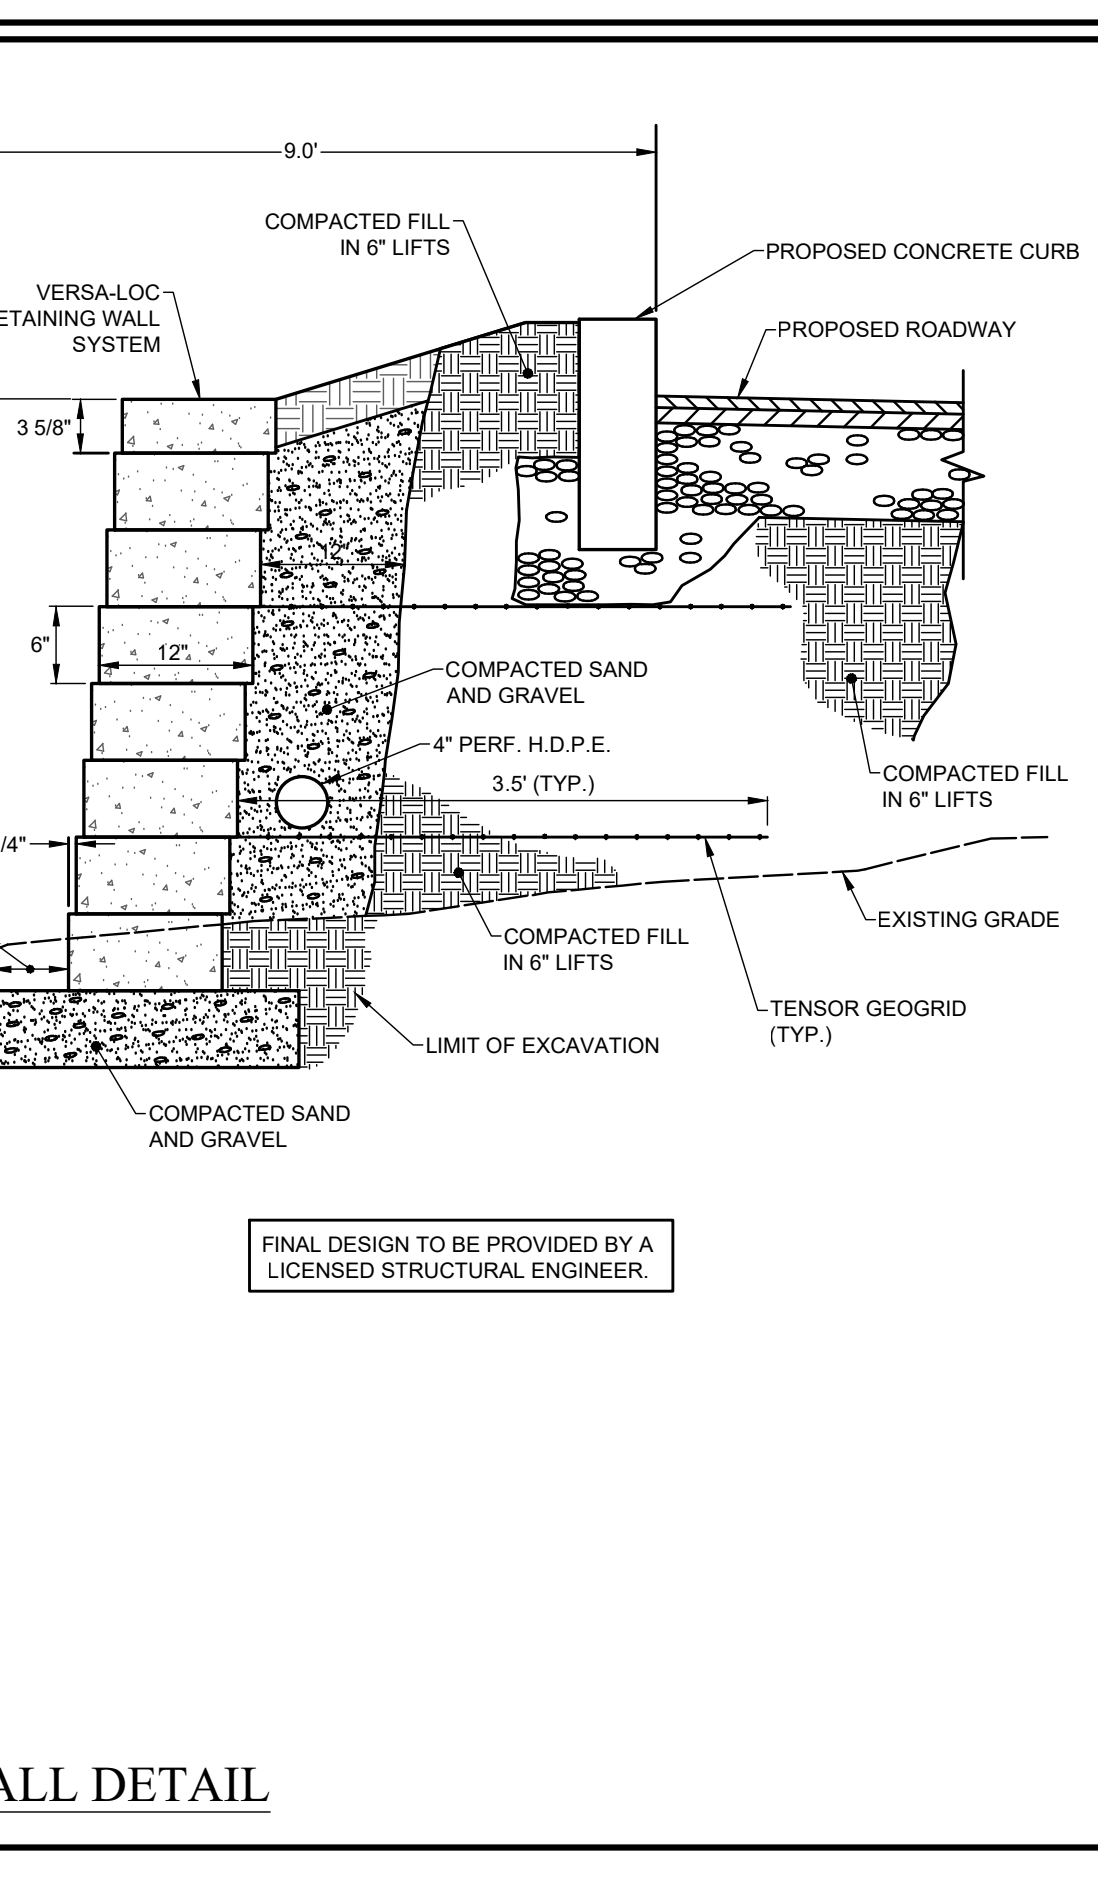 9.0'
COMPACTED FILL
IN 6" LIFTS
PROPOSED CONCRETE CURB
VERSA-LOC
ETAINING WALL
SYSTEM
PROPOSED ROADWAY
3 5/8"
12"
6"
12"
COMPACTED SAND
AND GRAVEL
4" PERF. H.D.P.E.
3.5' (TYP.)
COMPACTED FILL
IN 6" LIFTS
/4"
EXISTING GRADE
COMPACTED FILL
IN 6" LIFTS
TENSOR GEOGRID
(TYP.)
LIMIT OF EXCAVATION
COMPACTED SAND
AND GRAVEL
FINAL DESIGN TO BE PROVIDED BY A
LICENSED STRUCTURAL ENGINEER.
ALL DETAIL